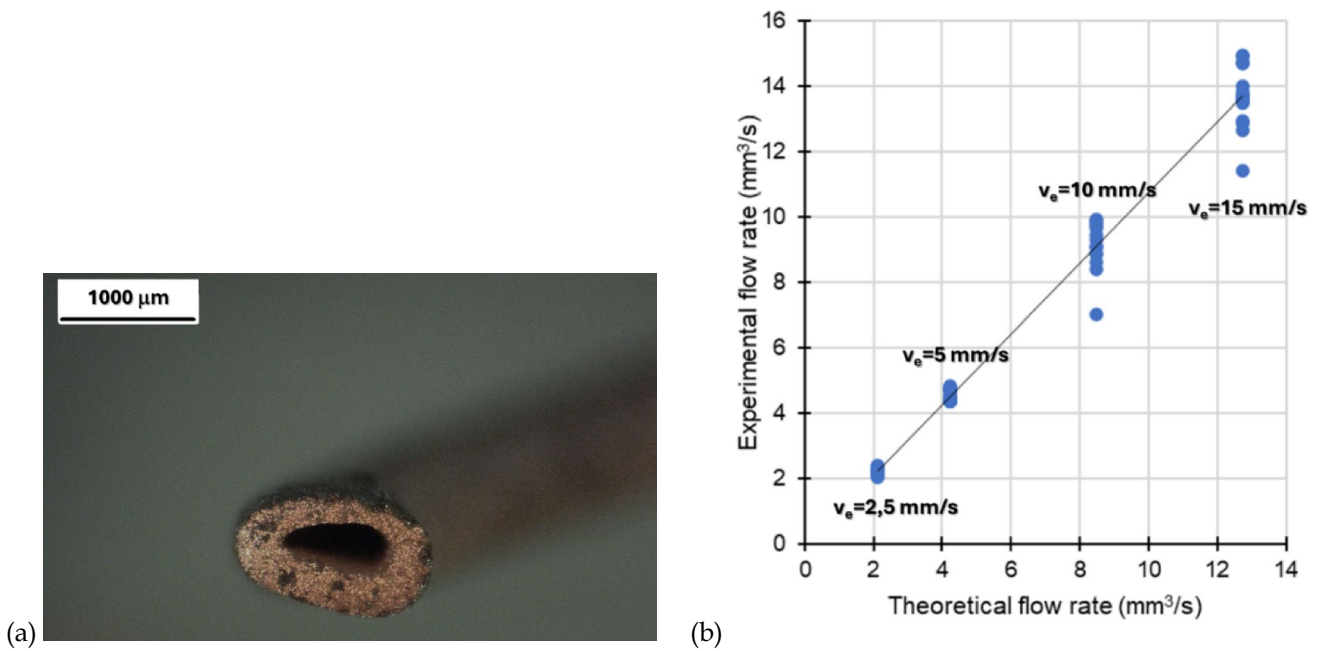 1000 μm
(a)
16
14
12
10
8
6
4
2
0
Experimental flow rate (mm³/s)
vₑ=10 mm/s
vₑ=15 mm/s
vₑ=5 mm/s
vₑ=2,5 mm/s
0 2 4 6 8 10 12 14
Theoretical flow rate (mm³/s)
(b)